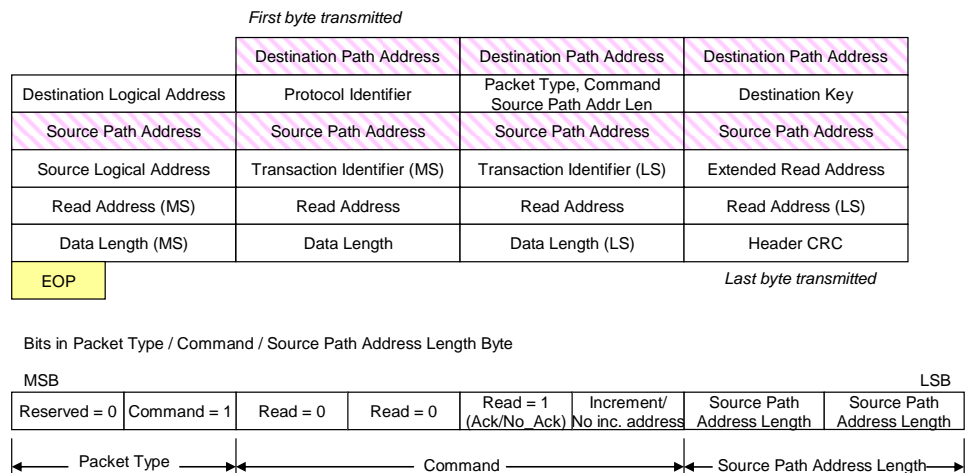 First byte transmitted
Destination Path Address Destination Path Address Destination Path Address
Destination Logical Address Protocol Identifier Packet Type, Command Source Path Addr Len Destination Key
Source Path Address Source Path Address Source Path Address Source Path Address
Source Logical Address Transaction Identifier (MS) Transaction Identifier (LS) Extended Read Address
Read Address (MS) Read Address Read Address Read Address (LS)
Data Length (MS) Data Length Data Length (LS) Header CRC
EOP Last byte transmitted
Bits in Packet Type / Command / Source Path Address Length Byte
MSB LSB
Reserved = 0 Command = 1 Read = 0 Read = 0 Read = 1 (Ack/No_Ack) Increment/ No inc. address Source Path Address Length Source Path Address Length
Packet Type Command Source Path Address Length